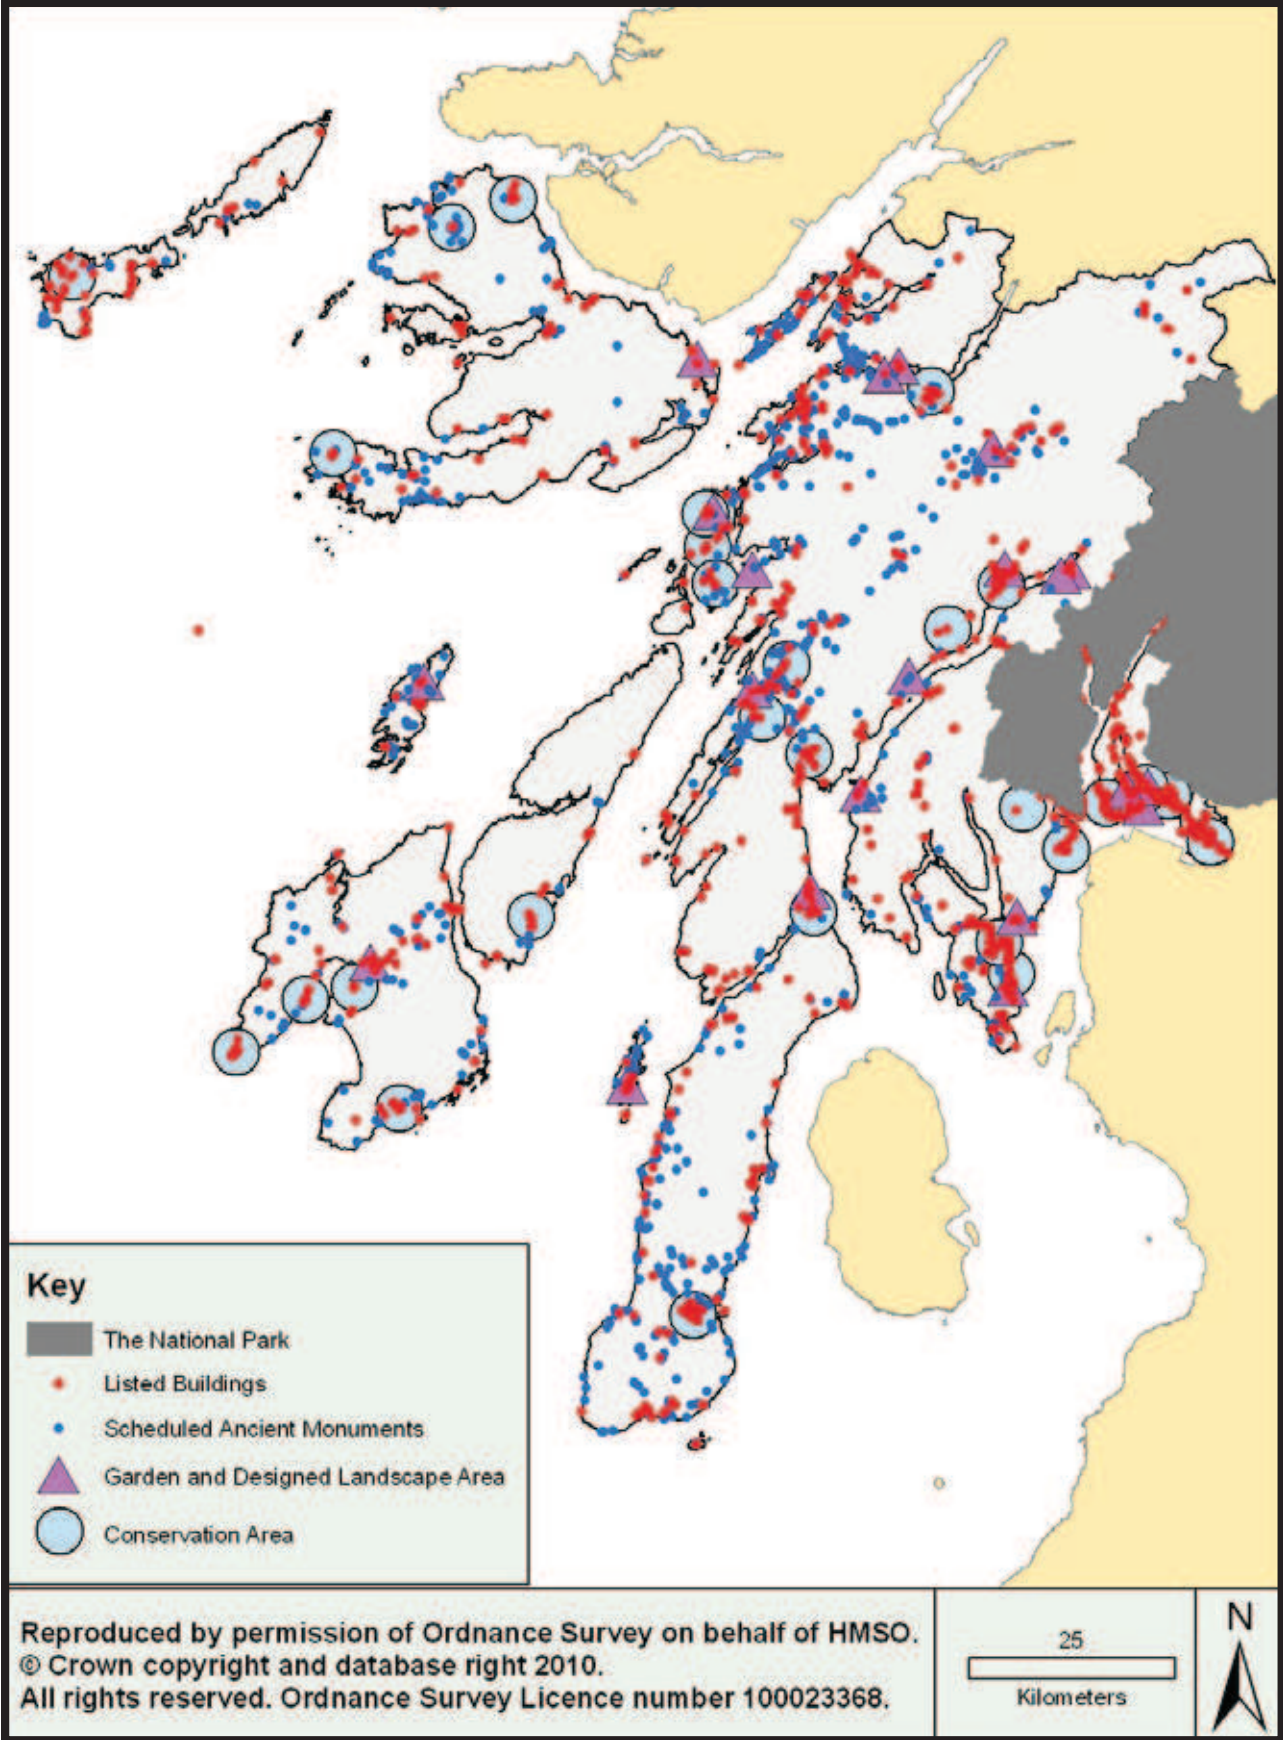 Key
The National Park
Listed Buildings
Scheduled Ancient Monuments
Garden and Designed Landscape Area
Conservation Area
Reproduced by permission of Ordnance Survey on behalf of HMSO.
© Crown copyright and database right 2010.
All rights reserved. Ordnance Survey Licence number 100023368.
25
Kilometers
N